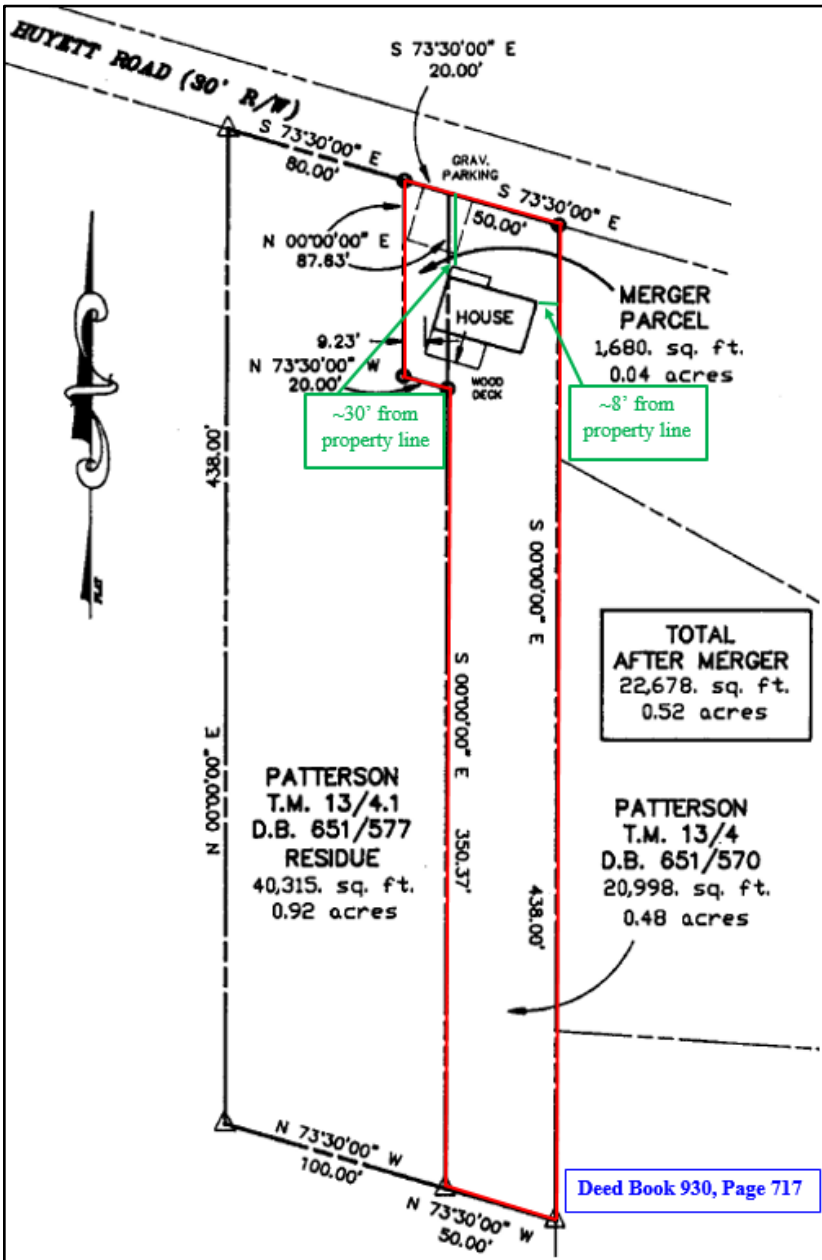 HUYETT ROAD (30' R/W)
S 73°30'00" E
20.00'
S 73°30'00" E
80.00'
GRAV.
PARKING
S 73°30'00" E
50.00'
N 00°00'00" E
87.63'
MERGER
PARCEL
1,680. sq. ft.
0.04 acres
HOUSE
9.23'
N 73°30'00" W
20.00'
WOOD
DECK
~30' from
property line
~8' from
property line
438.00'
N 00°00'00" E
PLAT
S 00°00'00" E
438.00'
S 00°00'00" E
350.37'
TOTAL
AFTER MERGER
22,678. sq. ft.
0.52 acres
PATTERSON
T.M. 13/4.1
D.B. 651/577
RESIDUE
40,315. sq. ft.
0.92 acres
PATTERSON
T.M. 13/4
D.B. 651/570
20,998. sq. ft.
0.48 acres
N 73°30'00" W
100.00'
N 73°30'00" W
50.00'
Deed Book 930, Page 717